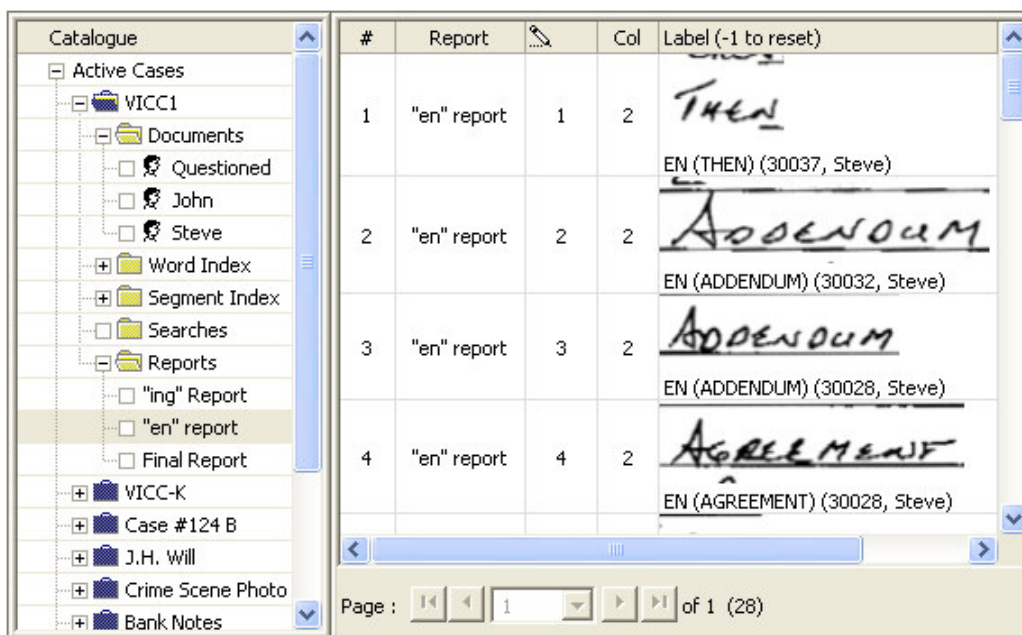 Catalogue
Active Cases
VICC1
Documents
Questioned
John
Steve
Word Index
Segment Index
Searches
Reports
"ing" Report
"en" report
Final Report
VICC-K
Case #124 B
J.H. Will
Crime Scene Photo
Bank Notes
# Report Col Label (-1 to reset)
THEN
1 "en" report 1 2
EN (THEN) (30037, Steve)
ADDENDUM
2 "en" report 2 2
EN (ADDENDUM) (30032, Steve)
ADDENDUM
3 "en" report 3 2
EN (ADDENDUM) (30028, Steve)
AGREEMENT
4 "en" report 4 2
EN (AGREEMENT) (30028, Steve)
Page : 1 of 1 (28)